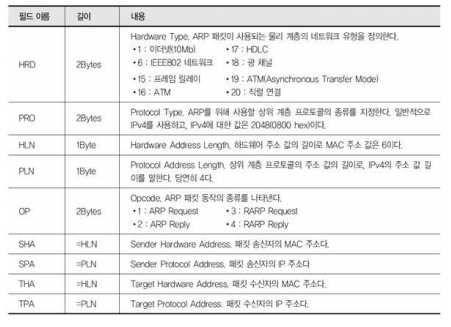 필드 이름 길이 내용
HRD 2Bytes Hardware Type, ARP 패킷이 사용되는 물리 계층의 네트워크 유형을 정의한다.
•1 : 이더넷(10Mb) •17 : HDLC
•6 : IEEE802 네트워크 •18 : 광 채널
•15 : 프레임 릴레이 •19 : ATM(Asynchronous Transfer Mode)
•16 : ATM •20 : 직렬 연결
PRO 2Bytes Protocol Type, ARP를 위해 사용할 상위 계층 프로토콜의 종류를 지정한다. 일반적으로
IPv4를 사용하고, IPv4에 대한 값은 2048(0800 hex)이다.
HLN 1Byte Hardware Address Length, 하드웨어 주소 값의 길이로 MAC 주소 값은 6이다.
PLN 1Byte Protocol Address Length, 상위 계층 프로토콜의 주소 값의 길이로, IPv4의 주소 값 길
이를 말한다. 당연히 4다.
OP 2Bytes Opcode, ARP 패킷 동작의 종류를 나타낸다.
•1 : ARP Request •3 : RARP Request
•2 : ARP Reply •4 : RARP Reply
SHA =HLN Sender Hardware Address, 패킷 송신자의 MAC 주소다.
SPA =PLN Sender Protocol Address, 패킷 송신자의 IP 주소다
THA =HLN Target Hardware Address, 패킷 수신자의 MAC 주소다.
TPA =PLN Target Protocol Address, 패킷 수신자의 IP 주소다.